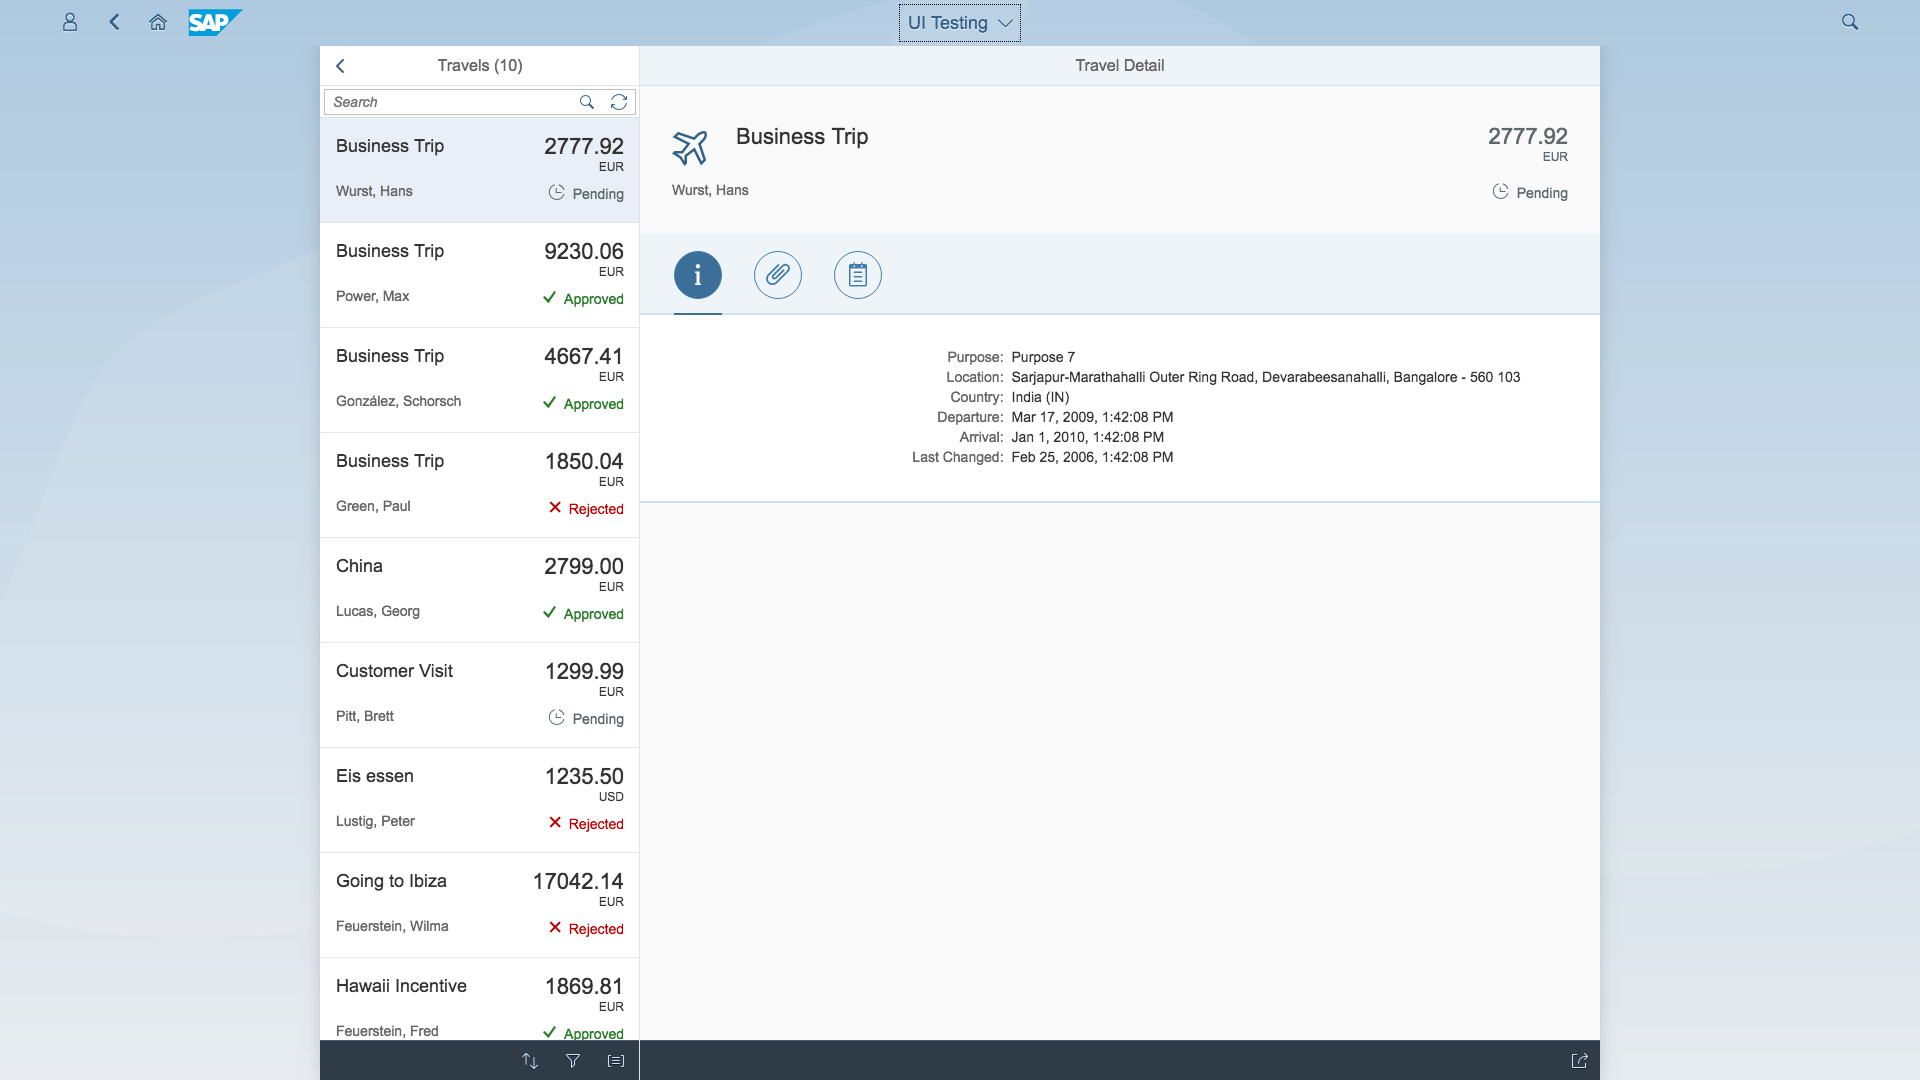 SAP
UI Testing
Travels (10)
Travel Detail
Search
Business Trip
2777.92
EUR
Wurst, Hans
Pending
Business Trip
9230.06
EUR
Power, Max
Approved
Business Trip
4667.41
EUR
González, Schorsch
Approved
Business Trip
1850.04
EUR
Green, Paul
Rejected
China
2799.00
EUR
Lucas, Georg
Approved
Customer Visit
1299.99
EUR
Pitt, Brett
Pending
Eis essen
1235.50
USD
Lustig, Peter
Rejected
Going to Ibiza
17042.14
EUR
Feuerstein, Wilma
Rejected
Hawaii Incentive
1869.81
EUR
Feuerstein, Fred
Approved
Business Trip
2777.92
EUR
Wurst, Hans
Pending
Purpose: Purpose 7
Location: Sarjapur-Marathahalli Outer Ring Road, Devarabeesanahalli, Bangalore - 560 103
Country: India (IN)
Departure: Mar 17, 2009, 1:42:08 PM
Arrival: Jan 1, 2010, 1:42:08 PM
Last Changed: Feb 25, 2006, 1:42:08 PM